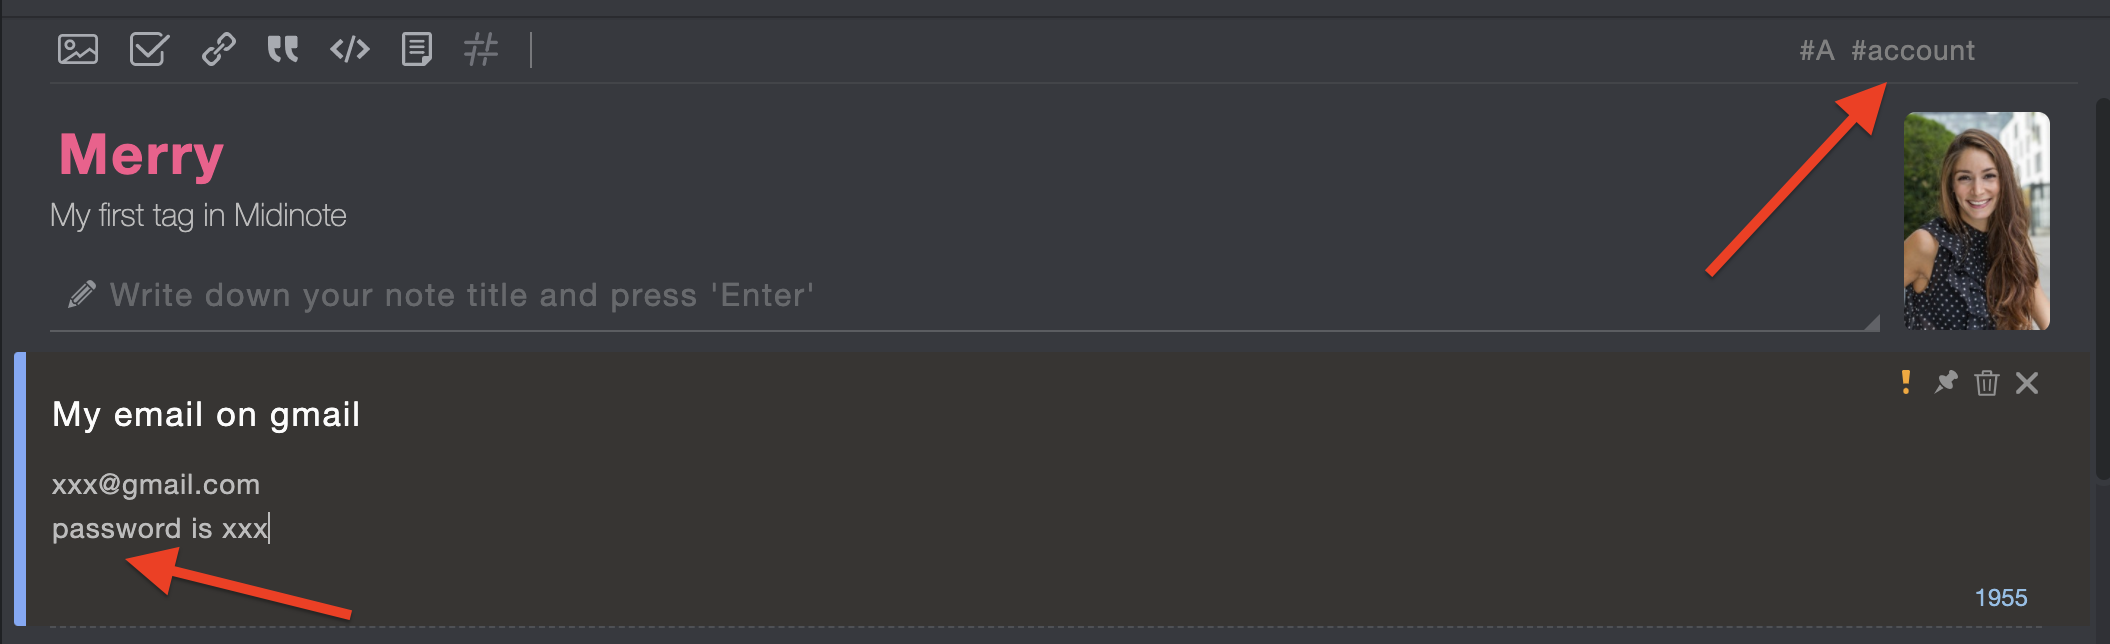 #A #account
Merry
My first tag in Midinote
Write down your note title and press 'Enter'
My email on gmail
xxx@gmail.com
password is xxx
1955